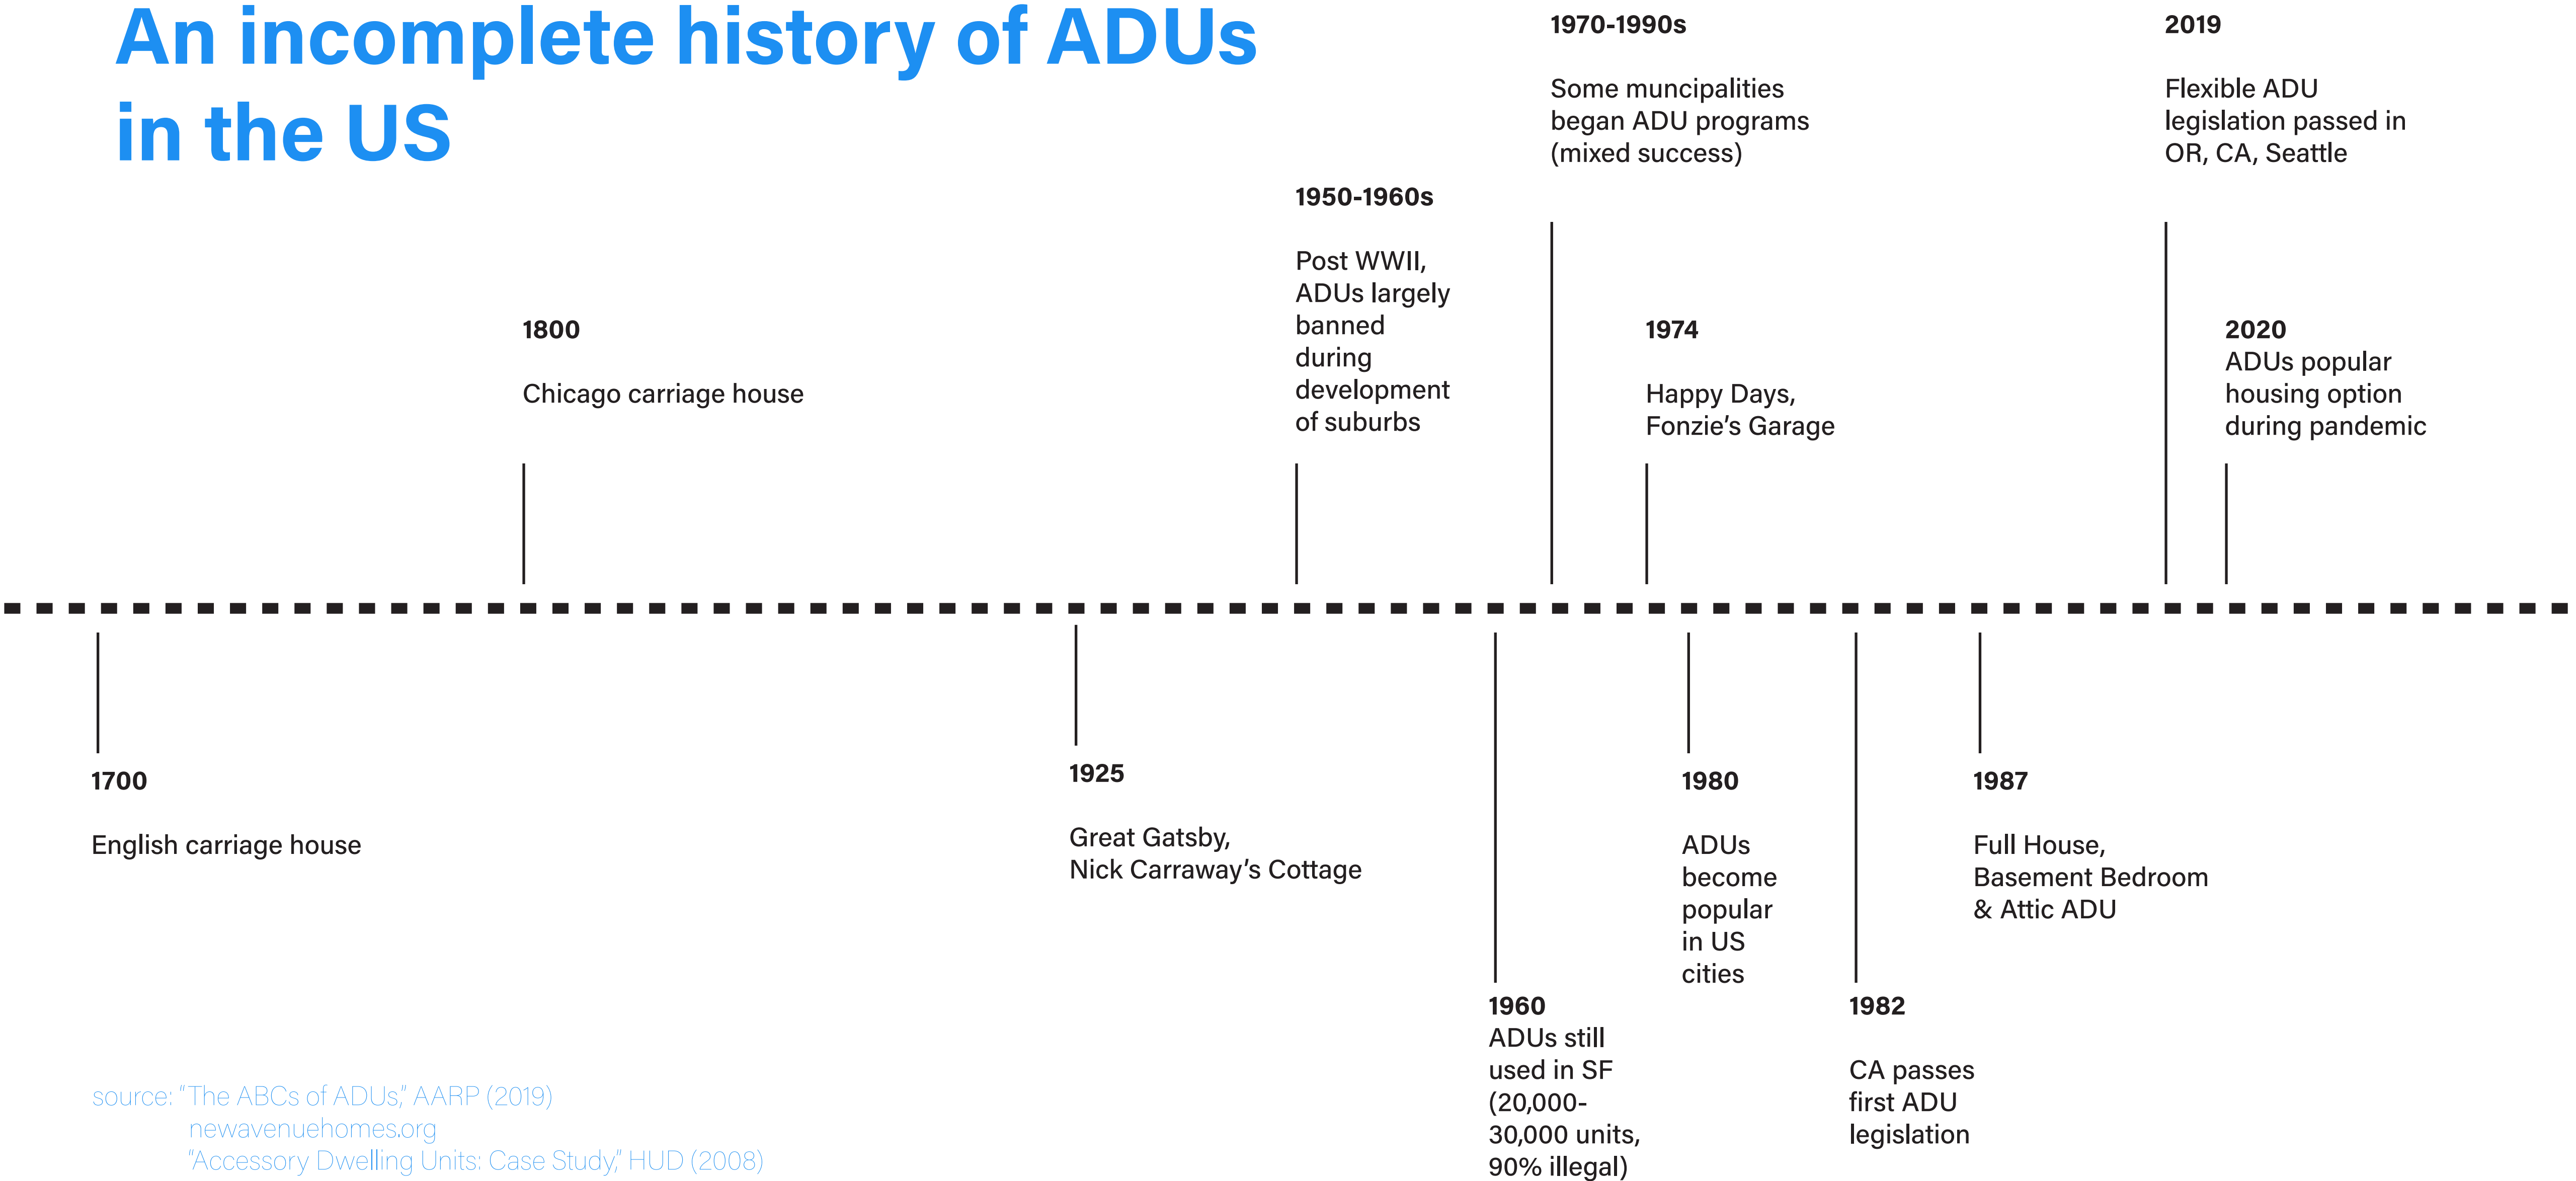 An incomplete history of ADUs
in the US
1970-1990s
Some muncipalities
began ADU programs
(mixed success)
2019
Flexible ADU
legislation passed in
OR, CA, Seattle
1950-1960s
Post WWII,
ADUs largely
banned
during
development
of suburbs
1800
Chicago carriage house
1974
Happy Days,
Fonzie's Garage
2020
ADUs popular
housing option
during pandemic
1700
English carriage house
1925
Great Gatsby,
Nick Carraway's Cottage
1960
ADUs still
used in SF
(20,000-
30,000 units,
90% illegal)
1980
ADUs
become
popular
in US
cities
1982
CA passes
first ADU
legislation
1987
Full House,
Basement Bedroom
& Attic ADU
source: "The ABCs of ADUs," AARP (2019)
newavenuehomes.org
"Accessory Dwelling Units: Case Study," HUD (2008)